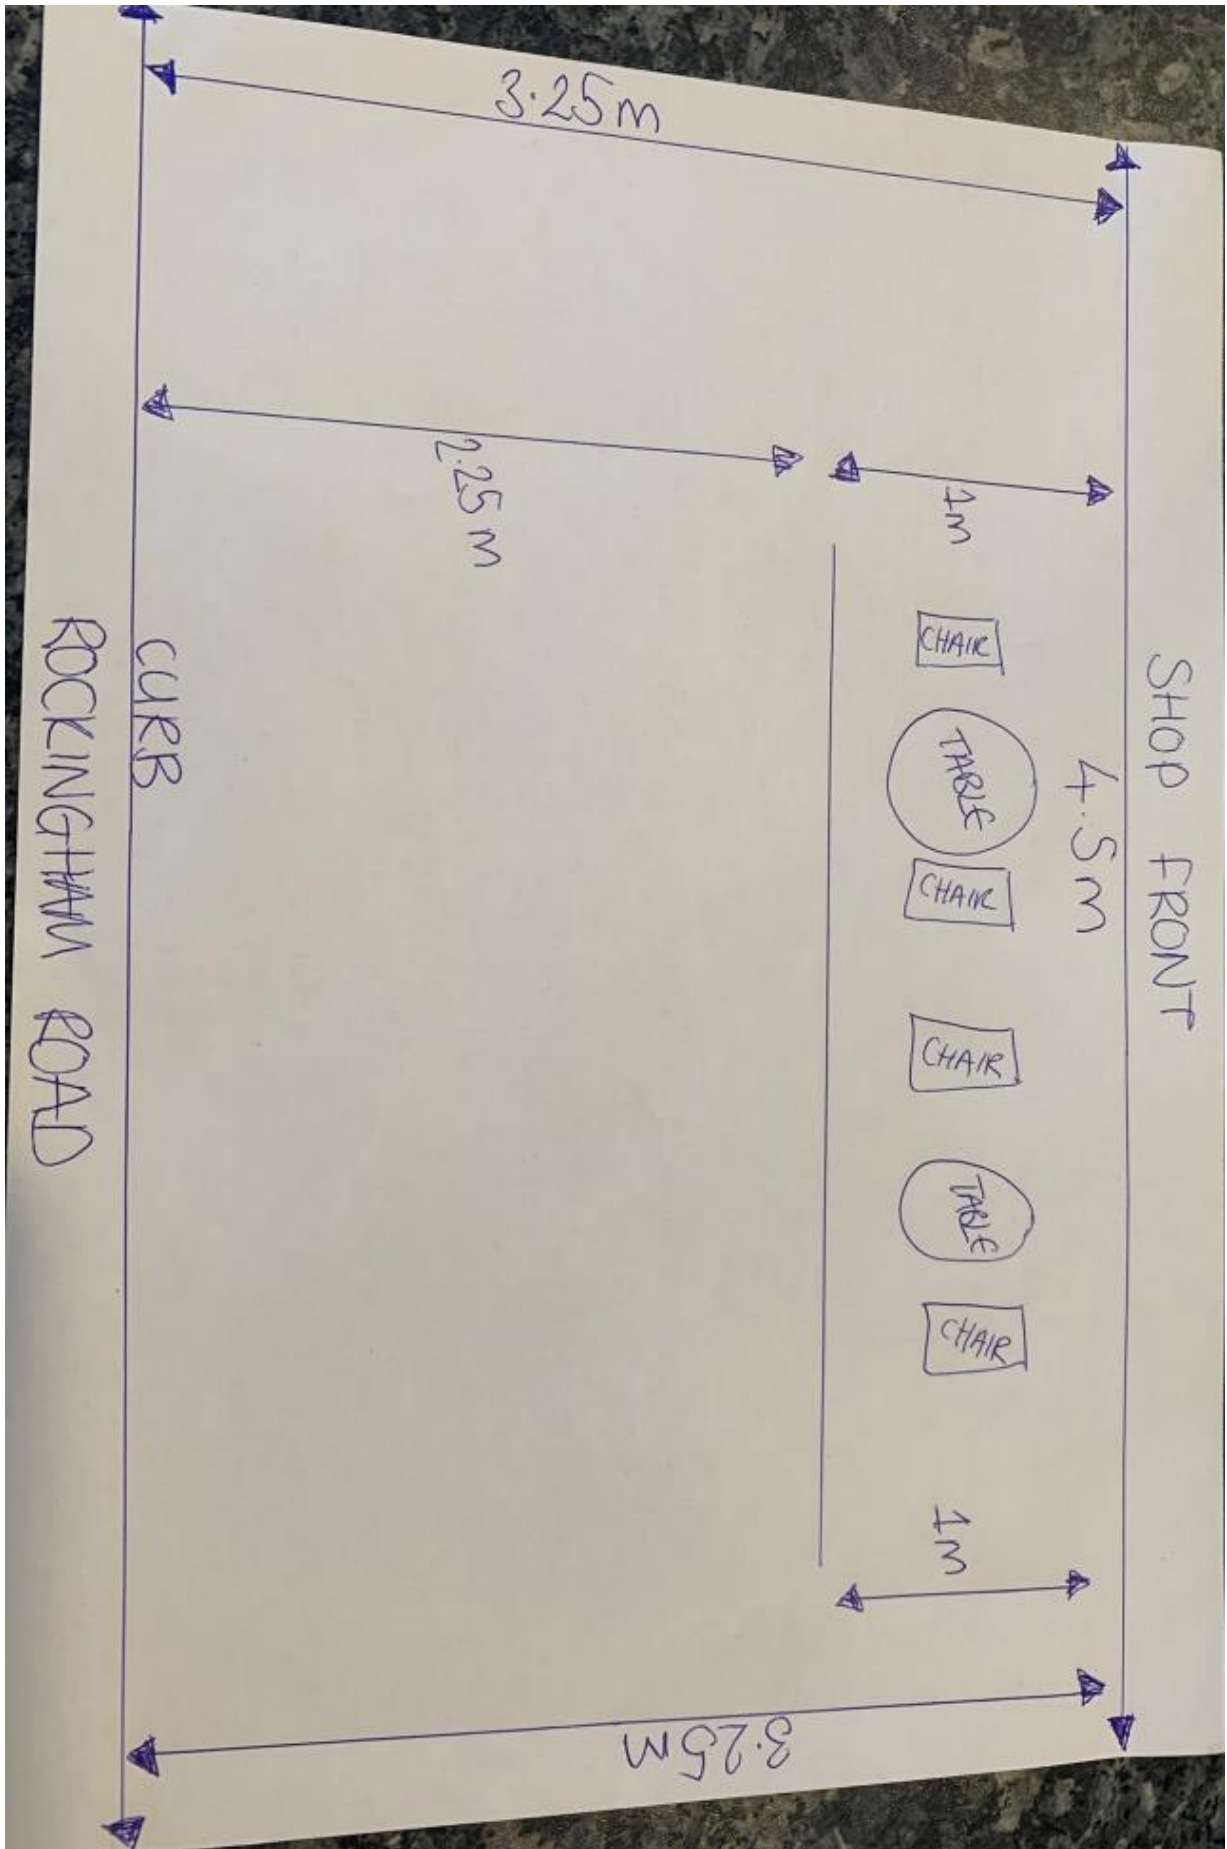 SHOP FRONT
4.5m
3.25m
1m
2.25m
CHAIR
TABLE
CHAIR
CHAIR
TABLE
CHAIR
1m
3.25m
CURB
ROCKINGHAM ROAD